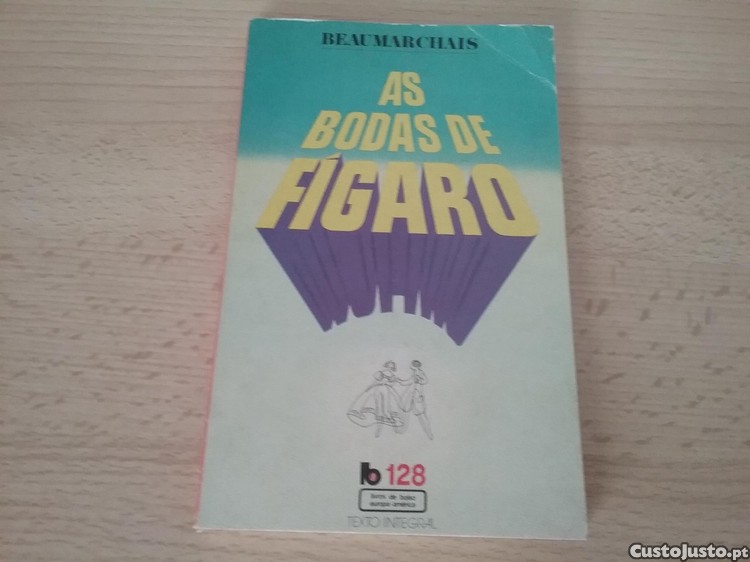 BEAUMARCHAIS
AS
BODAS DE
FÍGARO
lb 128
livros de bolso
europa-américa
TEXTO INTEGRAL
CustoJusto.pt